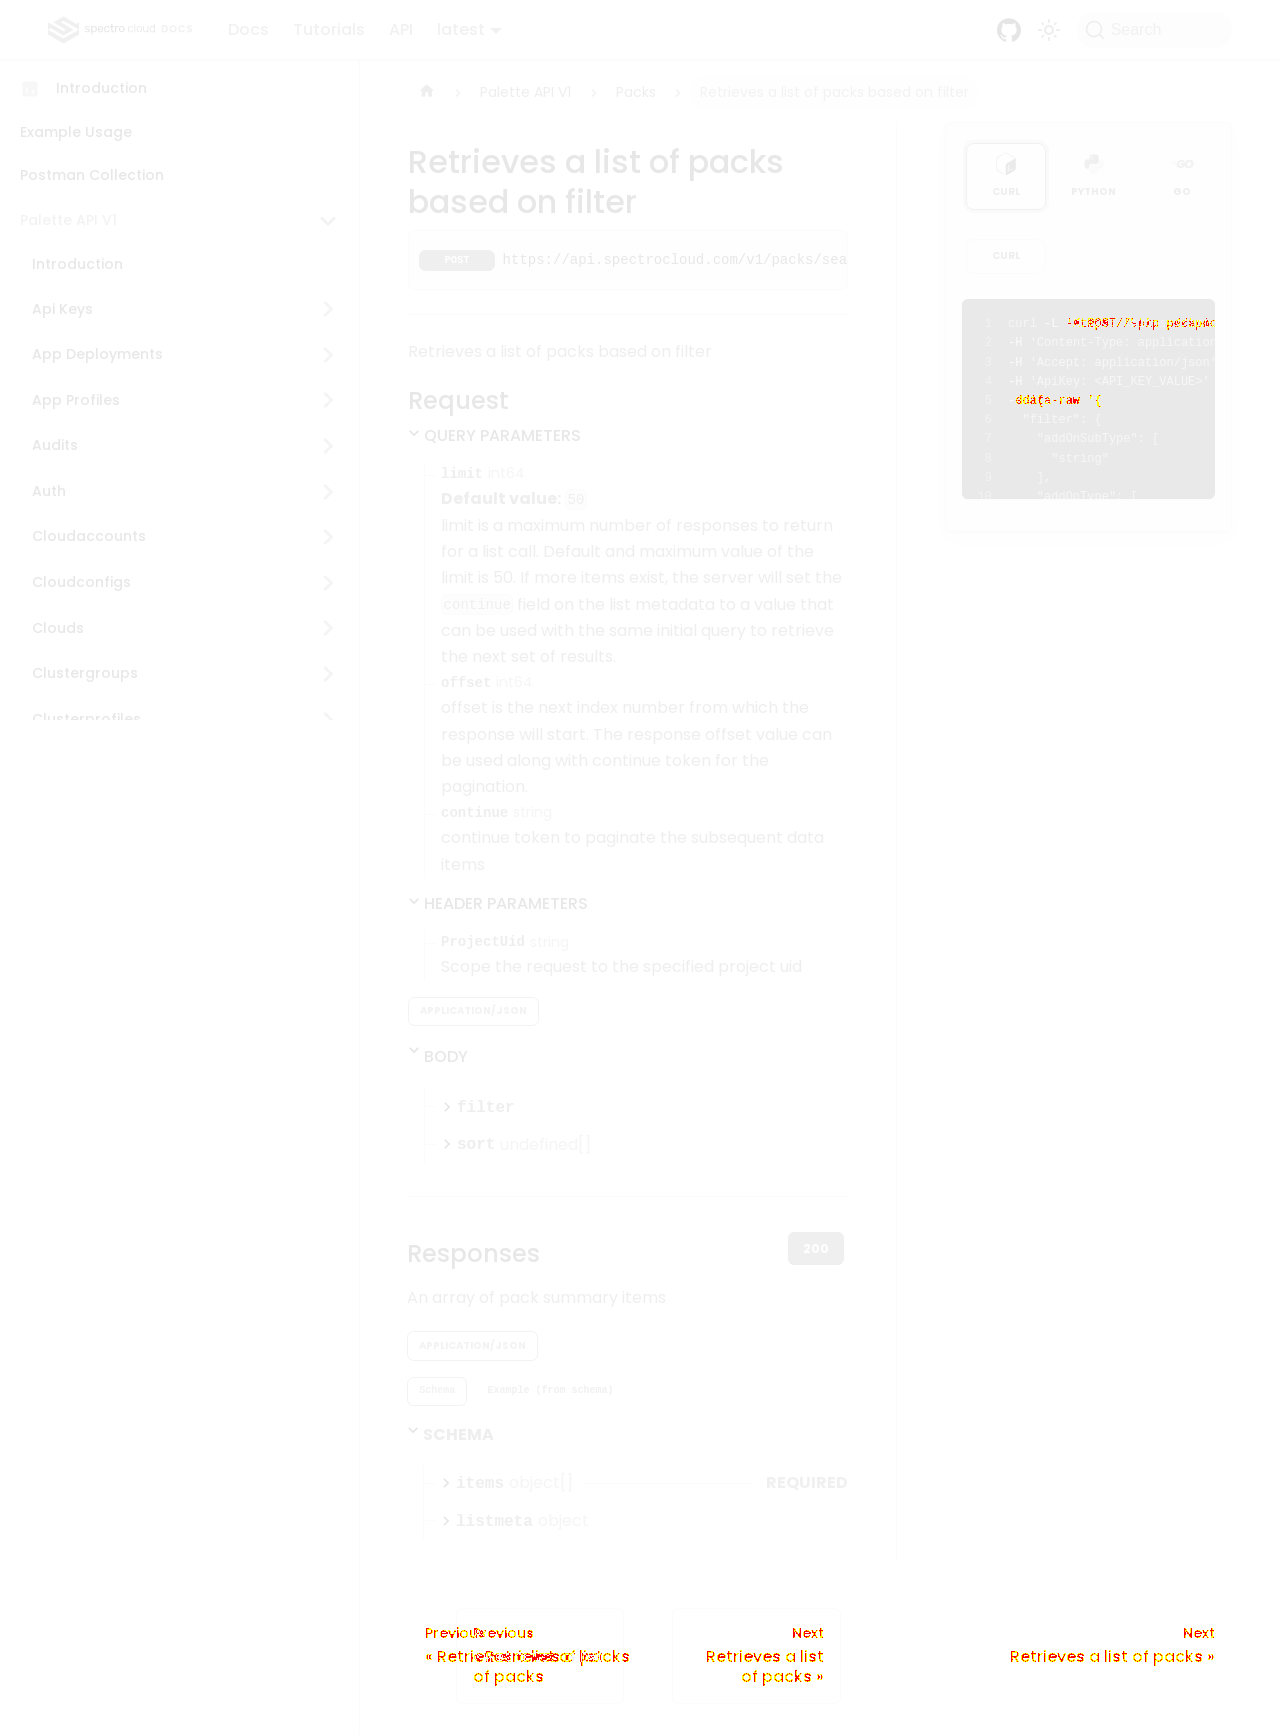 spectro cloud DOCS Docs Tutorials API latest Search
Introduction
Example Usage
Postman Collection
Palette API V1
Introduction
Api Keys
App Deployments
App Profiles
Audits
Auth
Cloudaccounts
Cloudconfigs
Clouds
Clustergroups
Clusterprofiles
Palette API V1 Packs Retrieves a list of packs based on filter
Retrieves a list of packs
based on filter
POST https://api.spectrocloud.com/v1/packs/sea
Retrieves a list of packs based on filter
Request
QUERY PARAMETERS
limit int64
Default value: 50
limit is a maximum number of responses to return
for a list call. Default and maximum value of the
limit is 50. If more items exist, the server will set the
continue field on the list metadata to a value that
can be used with the same initial query to retrieve
the next set of results.
offset int64
offset is the next index number from which the
response will start. The response offset value can
be used along with continue token for the
pagination.
continue string
continue token to paginate the subsequent data
items
HEADER PARAMETERS
ProjectUid string
Scope the request to the specified project uid
APPLICATION/JSON
BODY
filter
sort undefined[]
Responses
200
An array of pack summary items
APPLICATION/JSON
Schema Example (from schema)
SCHEMA
items object[] REQUIRED
listmeta object
CURL PYTHON GO
CURL
1 curl -L
2 -H 'Content-Type: application
3 -H 'Accept: application/json'
4 -H 'ApiKey: <API_KEY_VALUE>'
5 data-raw '{
6 "filter": {
7 "addOnSubType": [
8 "string"
9 ],
10 "addOnType": [
Previous Previous
of packs
Next
Retrieves a list
of packs »
Next
Retrieves a list of packs »